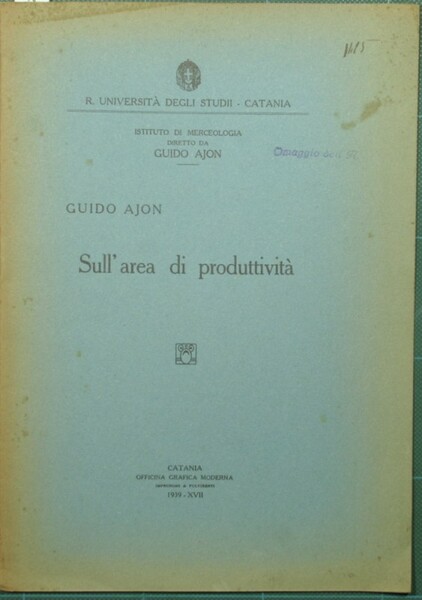 R. UNIVERSITÀ DEGLI STUDII - CATANIA
ISTITUTO DI MERCEOLOGIA
DIRETTO DA
GUIDO AJON
Omaggio
GUIDO AJON
Sull'area di produttività
CATANIA
OFFICINA GRAFICA MODERNA
1939 - XVII